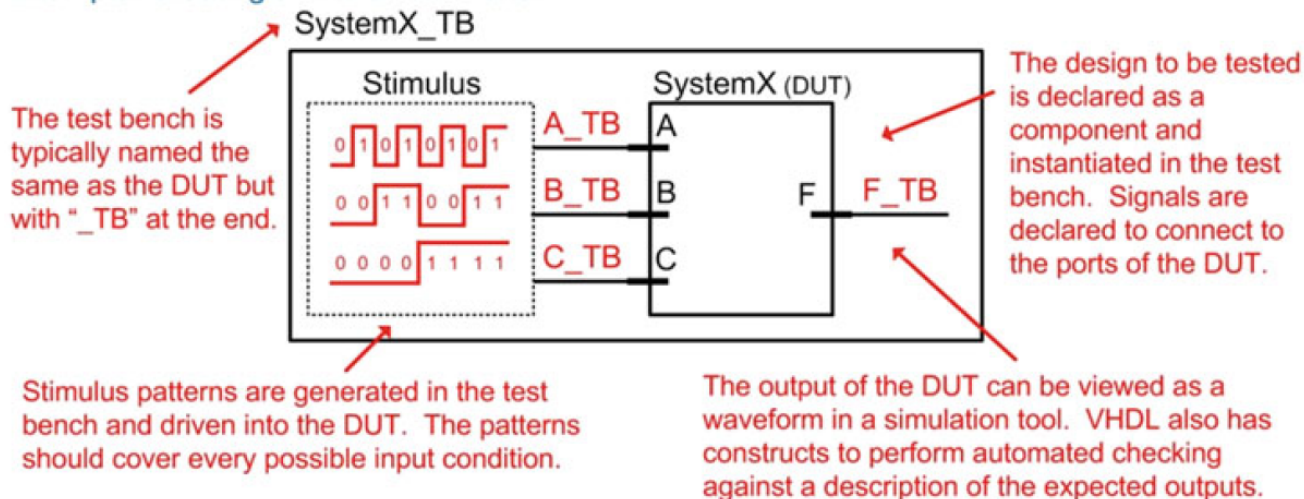 SystemX_TB
The test bench is
typically named the
same as the DUT but
with “_TB” at the end.
Stimulus
0 1 0 1 0 1 0 1
0 0 1 1 0 0 1 1
0 0 0 0 1 1 1 1
A_TB
B_TB
C_TB
SystemX (DUT)
A
B
C
F
F_TB
The design to be tested
is declared as a
component and
instantiated in the test
bench. Signals are
declared to connect to
the ports of the DUT.
Stimulus patterns are generated in the test
bench and driven into the DUT. The patterns
should cover every possible input condition.
The output of the DUT can be viewed as a
waveform in a simulation tool. VHDL also has
constructs to perform automated checking
against a description of the expected outputs.